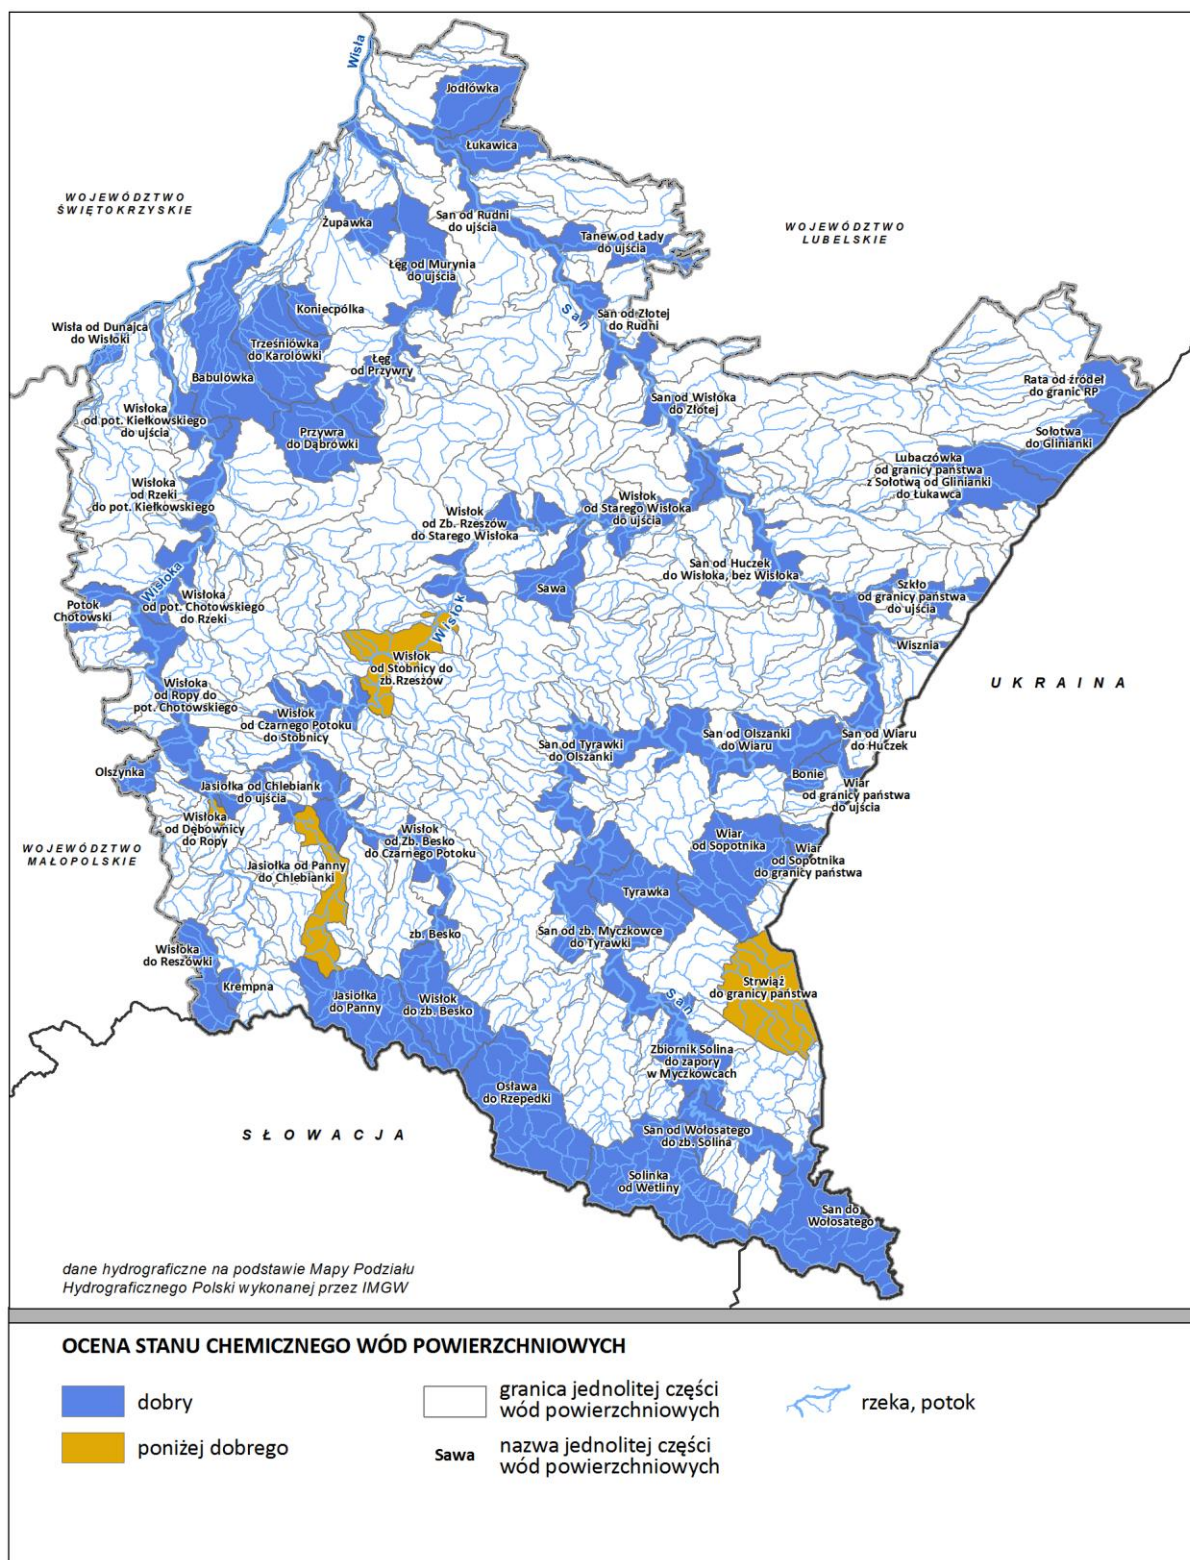 Wisła
Jodłówka
Łukawica
WOJEWÓDZTWO
ŚWIĘTOKRZYSKIE
Żupawka
San od Rudni
do ujścia
Tanew od Łady
do ujścia
WOJEWÓDZTWO
LUBELSKIE
Łęg od Murynia
do ujścia
Koniecpólka
San
San od Złotej
do Rudni
Wisła od Dunajca
do Wisłoki
Trześniówka
do Karolówki
Łęg
od Przywry
Babulówka
Rata od źródeł
do granic RP
San od Wisłoka
do Złotej
Wisłoka
od pot. Kiełkowskiego
do ujścia
Przywra
do Dąbrówki
Sołotwa
do Glinianki
Lubaczówka
od granicy państwa
z Sołotwą od Glinianki
do Łukawca
Wisłoka
od Rzeki
do pot. Kiełkowskiego
Wisłok
od Zb. Rzeszów
do Starego Wisłoka
Wisłok
od Starego Wisłoka
do ujścia
San od Huczek
do Wisłoka, bez Wisłoka
Wisłoka
Wisłoka
od pot. Chotowskiego
do Rzeki
Sawa
Szkło
od granicy państwa
do ujścia
Potok
Chotowski
Wisłok
Wisznia
Wisłok
od Stobnicy do
zb.Rzeszów
UKRAINA
Wisłoka
od Ropy do
pot. Chotowskiego
Wisłok
od Czarnego Potoku
do Stobnicy
San od Tyrawki
do Olszanki
San od Olszanki
do Wiaru
San od Wiaru
do Huczek
Olszynka
Jasiołka od Chlebiank
do ujścia
Bonie
Wiar
od granicy państwa
do ujścia
Wisłoka
od Dębownicy
do Ropy
WOJEWÓDZTWO
MAŁOPOLSKIE
Wisłok
od Zb. Besko
do Czarnego Potoku
Wiar
od Sopotnika
Wiar
od Sopotnika
do granicy państwa
Jasiołka od Panny
do Chlebianki
Tyrawka
zb. Besko
San od zb. Myczkowce
do Tyrawki
Wisłoka
do Reszówki
Krempna
Jasiołka
do Panny
Wisłok
do zb. Besko
San
Strwiąż
do granicy państwa
Zbiornik Solina
do zapory
w Myczkowcach
Osława
do Rzepedki
SŁOWACJA
San od Wołosatego
do zb. Solina
Solinka
od Wetliny
San do
Wołosatego
dane hydrograficzne na podstawie Mapy Podziału
Hydrograficznego Polski wykonanej przez IMGW
OCENA STANU CHEMICZNEGO WÓD POWIERZCHNIOWYCH
dobry
poniżej dobrego
granica jednolitej części
wód powierzchniowych
Sawa
nazwa jednolitej części
wód powierzchniowych
rzeka, potok